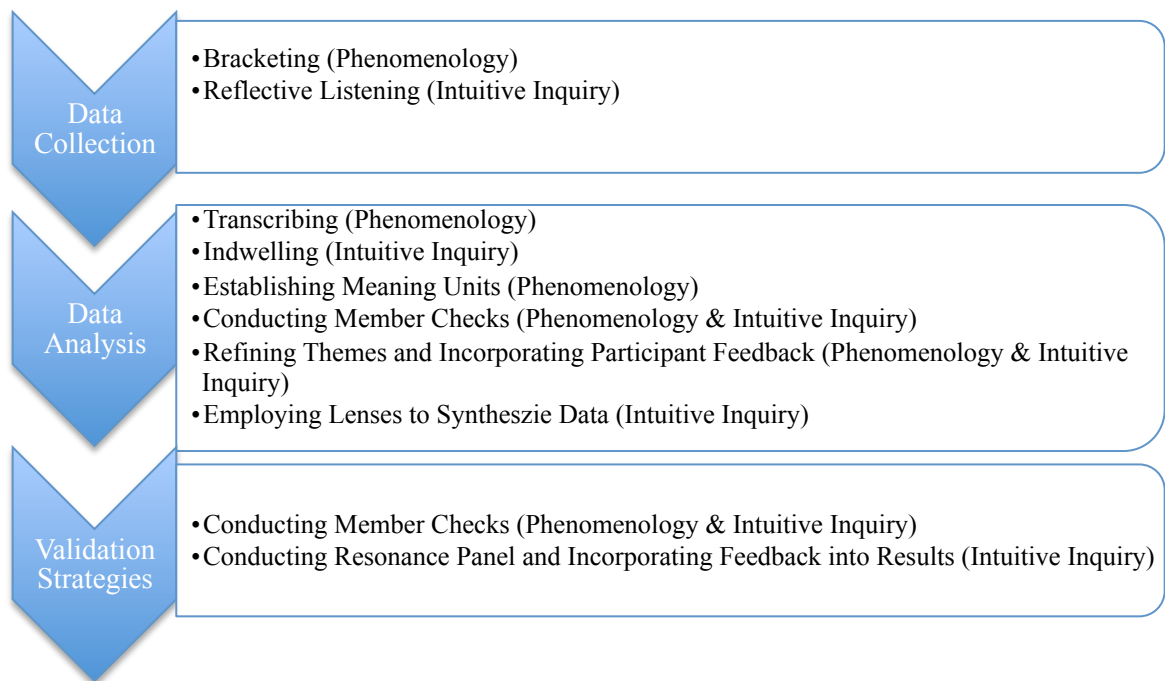 Data
Collection
•Bracketing (Phenomenology)
•Reflective Listening (Intuitive Inquiry)
Data
Analysis
•Transcribing (Phenomenology)
•Indwelling (Intuitive Inquiry)
•Establishing Meaning Units (Phenomenology)
•Conducting Member Checks (Phenomenology & Intuitive Inquiry)
•Refining Themes and Incorporating Participant Feedback (Phenomenology & Intuitive
Inquiry)
•Employing Lenses to Syntheszie Data (Intuitive Inquiry)
Validation
Strategies
•Conducting Member Checks (Phenomenology & Intuitive Inquiry)
•Conducting Resonance Panel and Incorporating Feedback into Results (Intuitive Inquiry)